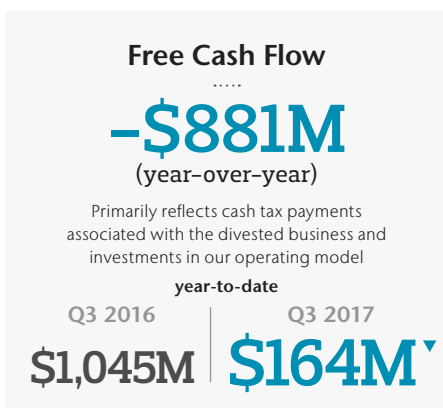 Free Cash Flow
–$881M
(year–over–year)
Primarily reflects cash tax payments
associated with the divested business and
investments in our operating model
year-to-date
Q3 2016 Q3 2017
$1,045M $164M▼